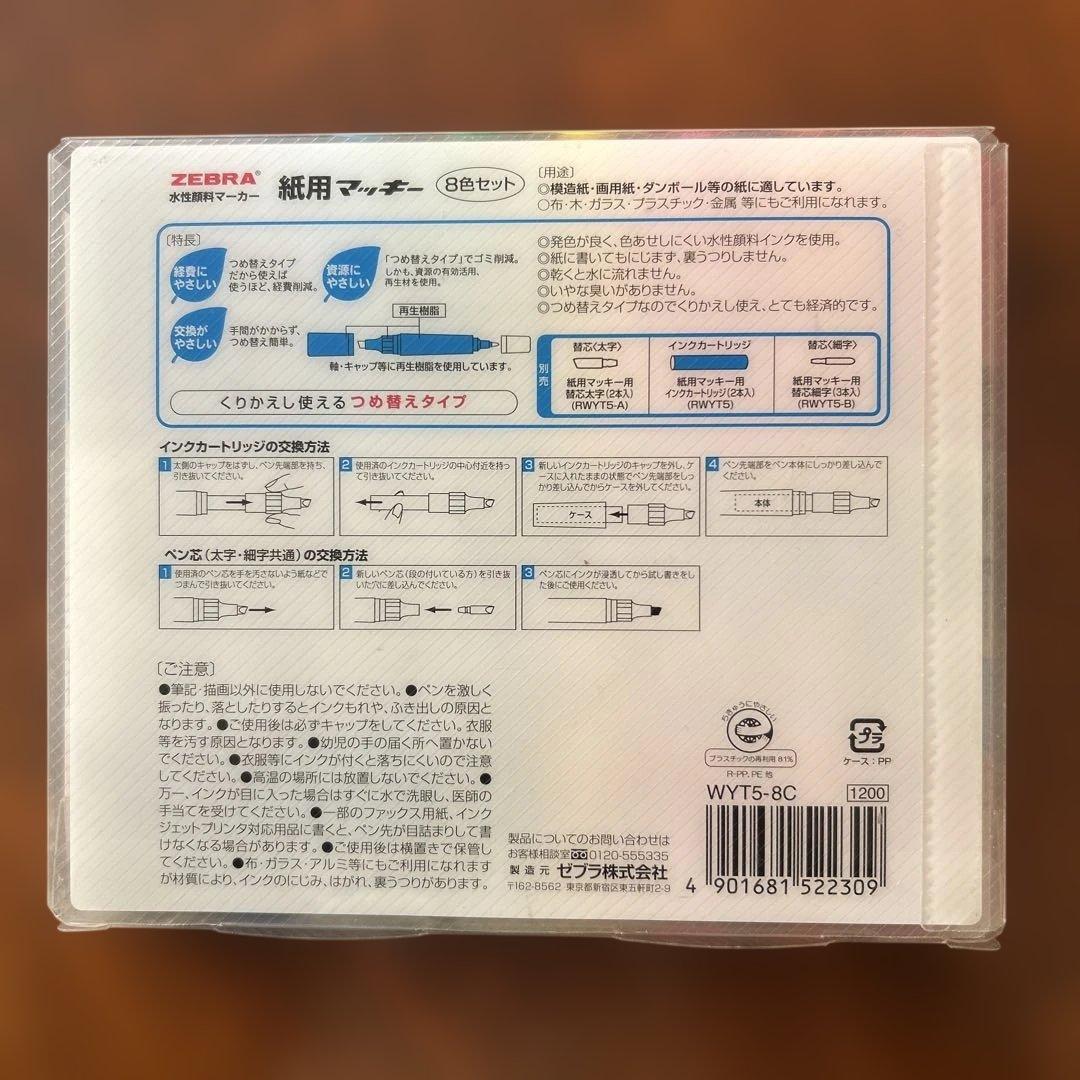 ZEBRA®
水性顔料マーカー
紙用マッキー
8色セット
〔用途〕
◎模造紙・画用紙・ダンボール等の紙に適しています。
○布・木・ガラス・プラスチック・金属 等にもご利用になれます。
〔特長〕
経費に
やさしい
つめ替えタイプ
だから使えば
使うほど、経費削減。
資源に
やさしい
「つめ替えタイプ」でゴミ削減。
しかも、資源の有効活用、
再生材を使用。
交換が
やさしい
手間がかからず、
つめ替え簡単。
再生樹脂
軸・キャップ等に再生樹脂を使用しています。
くりかえし使える つめ替えタイプ
◎発色が良く、色あせしにくい水性顔料インクを使用。
◎紙に書いてもにじまず、裏うつりしません。
◎乾くと水に流れません。
◎いやな臭いがありません。
◎つめ替えタイプなのでくりかえし使え、とても経済的です。
別売
替芯〈太字〉
紙用マッキー用
替芯太字(2本入)
(RWYT5-A)
インクカートリッジ
紙用マッキー用
インクカートリッジ(2本入)
(RWYT5)
替芯〈細字〉
紙用マッキー用
替芯細字(3本入)
(RWYT5-B)
インクカートリッジの交換方法
1 太側のキャップをはずし、ペン先端部を持ち、
引き抜いてください。
2 使用済のインクカートリッジの中心付近を持っ
て引き抜いてください。
3 新しいインクカートリッジのキャップを外し、ケ
ースに入れたままの状態でペン先端部をしっ
かり差し込んでからケースを外してください。
ケース
4 ペン先端部をペン本体にしっかり差し込んで
ください。
本体
ペン芯(太字・細字共通)の交換方法
1 使用済のペン芯を手を汚さないよう紙などで
つまんで引き抜いてください。
2 新しいペン芯(段の付いている方)を引き抜
いた穴に差し込んでください。
3 ペン芯にインクが浸透してから試し書きをし
た後にご使用ください。
〔ご注意〕
●筆記・描画以外に使用しないでください。●ペンを激しく
振ったり、落としたりするとインクもれや、ふき出しの原因と
なります。●ご使用後は必ずキャップをしてください。衣服
等を汚す原因となります。●幼児の手の届く所へ置かない
でください。●衣服等にインクが付くと落ちにくいので注意
してください。●高温の場所には放置しないでください。●
万一、インクが目に入った場合はすぐに水で洗眼し、医師の
手当てを受けてください。●一部のファックス用紙、インク
ジェットプリンタ対応用品に書くと、ペン先が目詰まりして書
けなくなる場合があります。●ご使用後は横置きで保管し
てください。●布・ガラス・アルミ等にもご利用になれます
が材質により、インクのにじみ、はがれ、裏うつりがあります。
製品についてのお問い合わせは
お客様相談室 0120-555335
製造元 ゼブラ株式会社
〒162-8562 東京都新宿区東五軒町2-9
ちきゅうにやさしい
プラスチックの再利用 81%
R-PP, PE 他
プラ
ケース:PP
WYT5-8C
1200
4 901681 522309